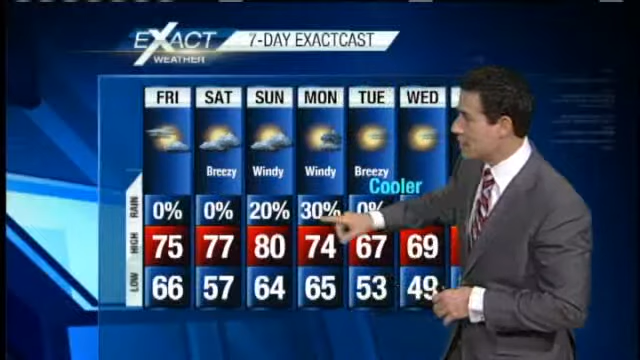 EXACT
WEATHER
7-DAY EXACTCAST
FRI SAT SUN MON TUE WED
Breezy Windy Windy Breezy
Cooler
RAIN 0% 0% 20% 30% 0%
HIGH 75 77 80 74 67 69
LOW 66 57 64 65 53 49